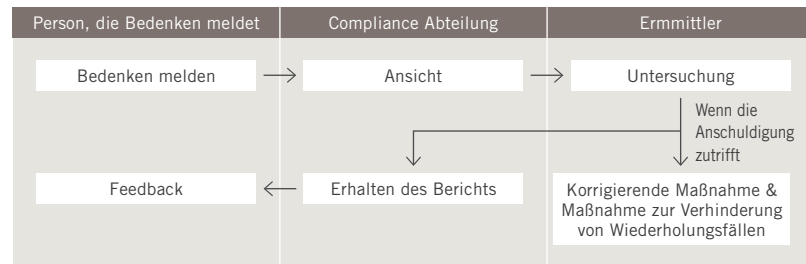 Person, die Bedenken meldet
Compliance Abteilung
Ermmittler
Bedenken melden
Ansicht
Untersuchung
Wenn die
Anschuldigung
zutrifft
Feedback
Erhalten des Berichts
Korrigierende Maßnahme &
Maßnahme zur Verhinderung
von Wiederholungsfällen